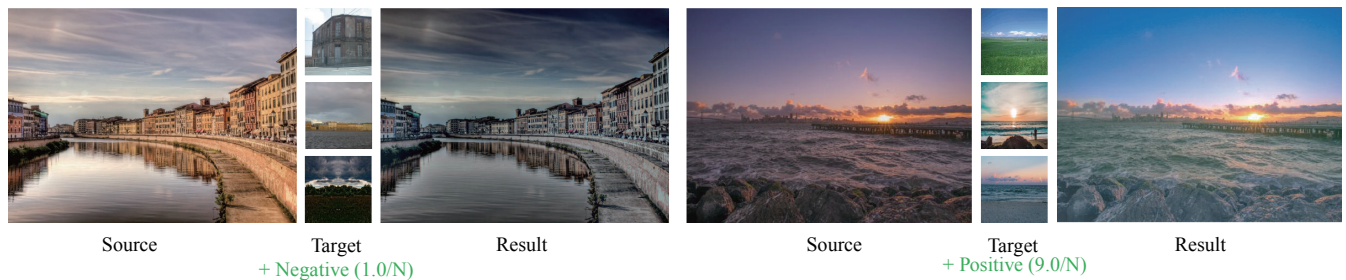 Source
Target
Result
+ Negative (1.0/N)
Source
Target
Result
+ Positive (9.0/N)